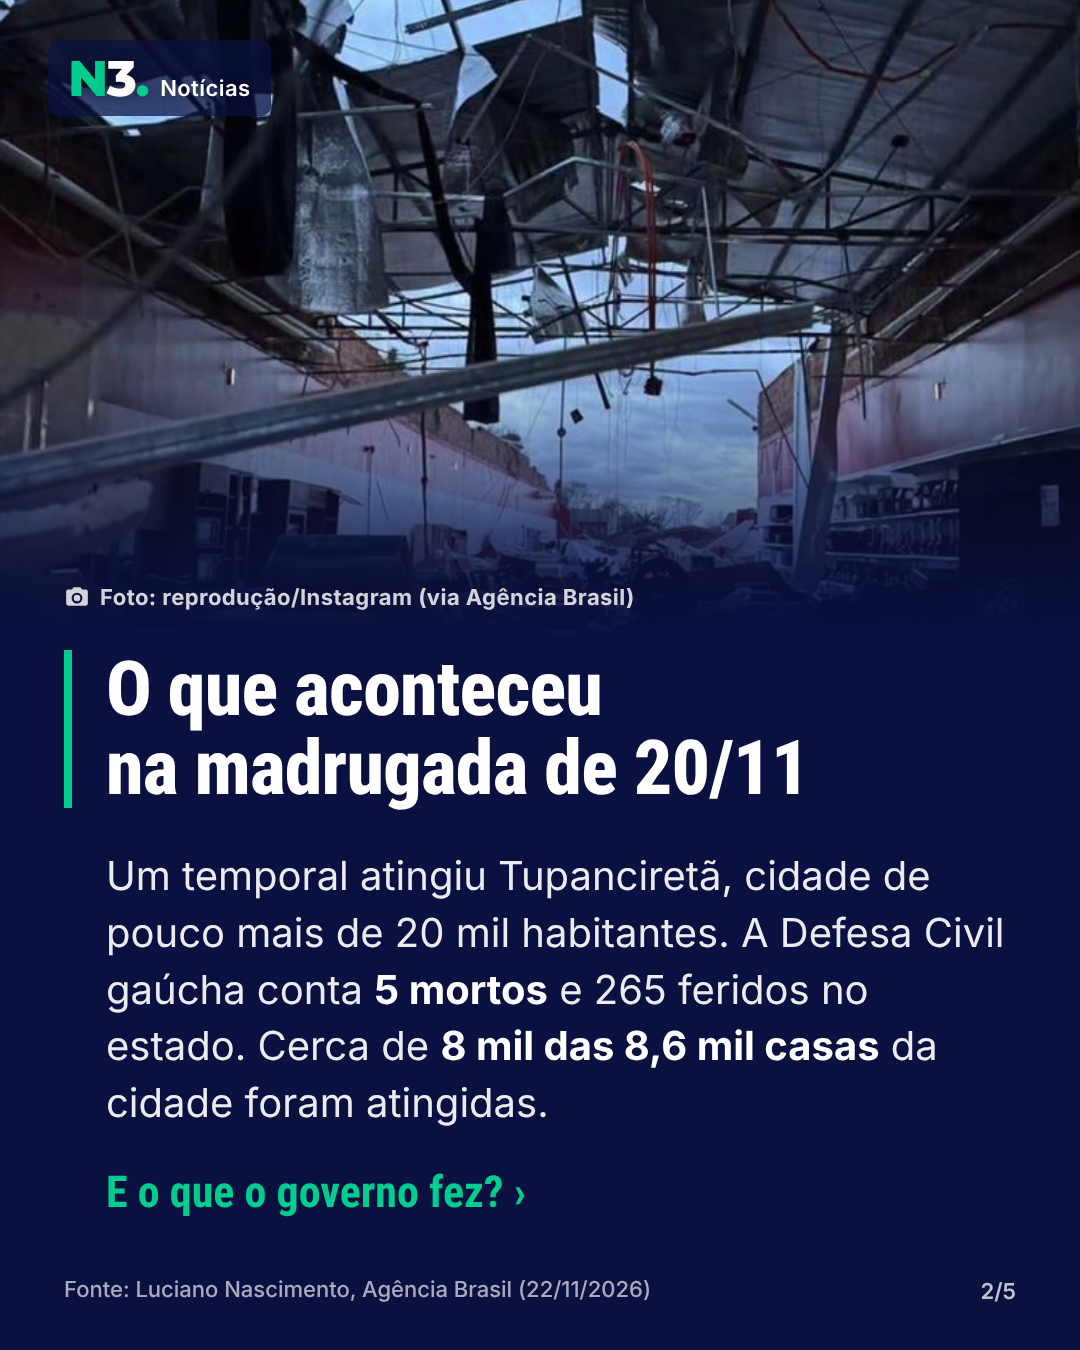 N3. Notícias
Foto: reprodução/Instagram (via Agência Brasil)
O que aconteceu
na madrugada de 20/11
Um temporal atingiu Tupanciretã, cidade de
pouco mais de 20 mil habitantes. A Defesa Civil
gaúcha conta 5 mortos e 265 feridos no
estado. Cerca de 8 mil das 8,6 mil casas da
cidade foram atingidas.
E o que o governo fez? ›
Fonte: Luciano Nascimento, Agência Brasil (22/11/2026)
2/5